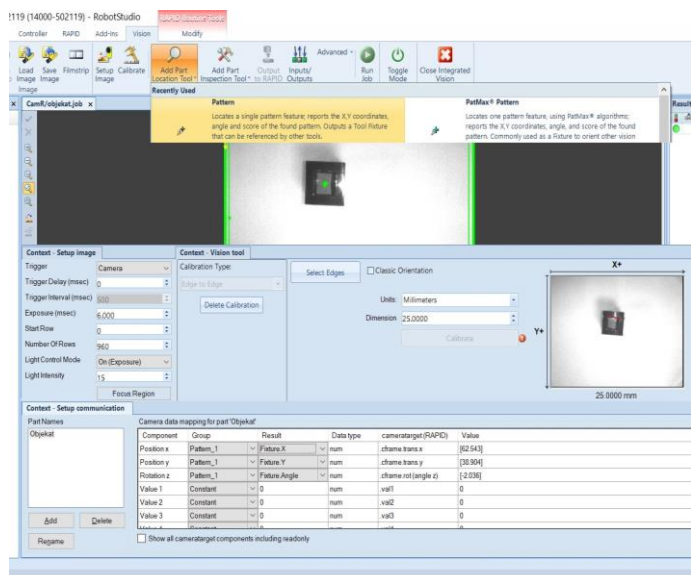 2119 (14000-502119) - RobotStudio
RAPID Routing Tools
Controller RAPID Add-Ins Vision Modify
Load Image Save Image Filmstrip Setup Image Calibrate Add Part Location Tool Add Part Inspection Tool Output to RAPID Inputs/ Outputs Advanced Run Job Toggle Mode Close Integrated Vision
Image
Recently Used
CamR/objekat.job x
Result
Pattern
Locates a single pattern feature; reports the X,Y coordinates,
angle and score of the found pattern. Outputs a Tool Fixture
that can be referenced by other tools.
PatMax® Pattern
Locates one pattern feature, using PatMax® algorithms;
reports the X,Y coordinates, angle, and score of the found
pattern. Commonly used as a Fixture to orient other vision
Context - Setup image
Trigger Camera
Trigger Delay (msec) 0
Trigger Interval (msec) 500
Exposure (msec) 6.000
Start Row 0
Number Of Rows 960
Light Control Mode On (Exposure)
Light Intensity 15
Focus Region
Context - Vision tool
Calibration Type:
Edge to Edge
Delete Calibration
Select Edges
Classic Orientation
Units: Millimeters
Dimension 25.0000
Calibrate
X+
Y+
25.0000 mm
Context - Setup communication
Part Names
Objekat
Add Delete
Rename
Camera data mapping for part 'Objekat'
Component Group Result Data type cameratarget (RAPID) Value
Position x Pattern_1 Fixture.X num .cframe.trans.x [62.543]
Position y Pattern_1 Fixture.Y num .cframe.trans.y [38.904]
Rotation z Pattern_1 Fixture.Angle num .cframe.rot (angle z) [-2.036]
Value 1 Constant 0 num .val1 0
Value 2 Constant 0 num .val2 0
Value 3 Constant 0 num .val3 0
Show all cameratarget components including readonly